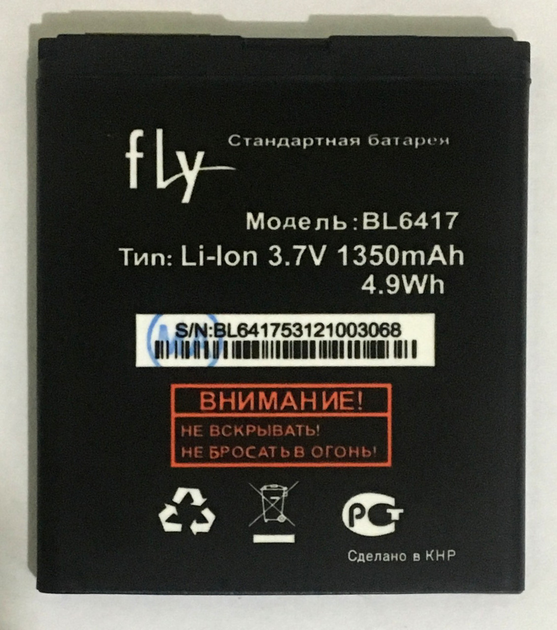 fly
Стандартная батарея
Модель: BL6417
Тип: Li-Ion 3.7V 1350mAh
4.9Wh
S/N:BL641753121003068
ВНИМАНИЕ!
НЕ ВСКРЫВАТЬ!
НЕ БРОСАТЬ В ОГОНЬ!
РСТ
Сделано в КНР